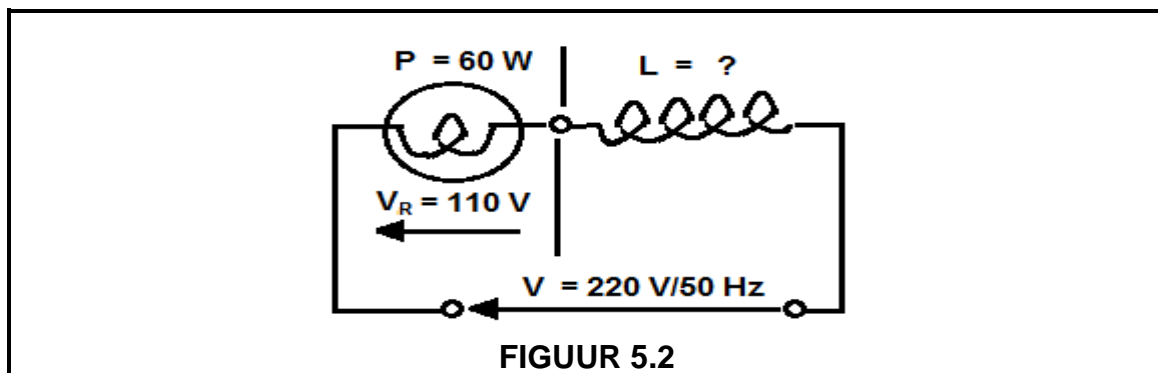 P = 60 W
L = ?
V_R = 110 V
V = 220 V/50 Hz
FIGUUR 5.2